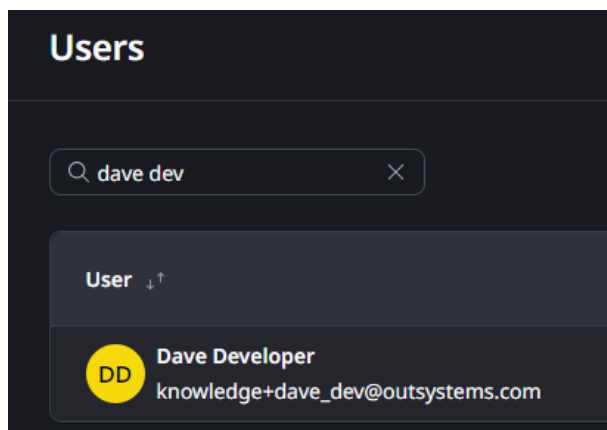 Users
dave dev
User
DD
Dave Developer
knowledge+dave_dev@outsystems.com